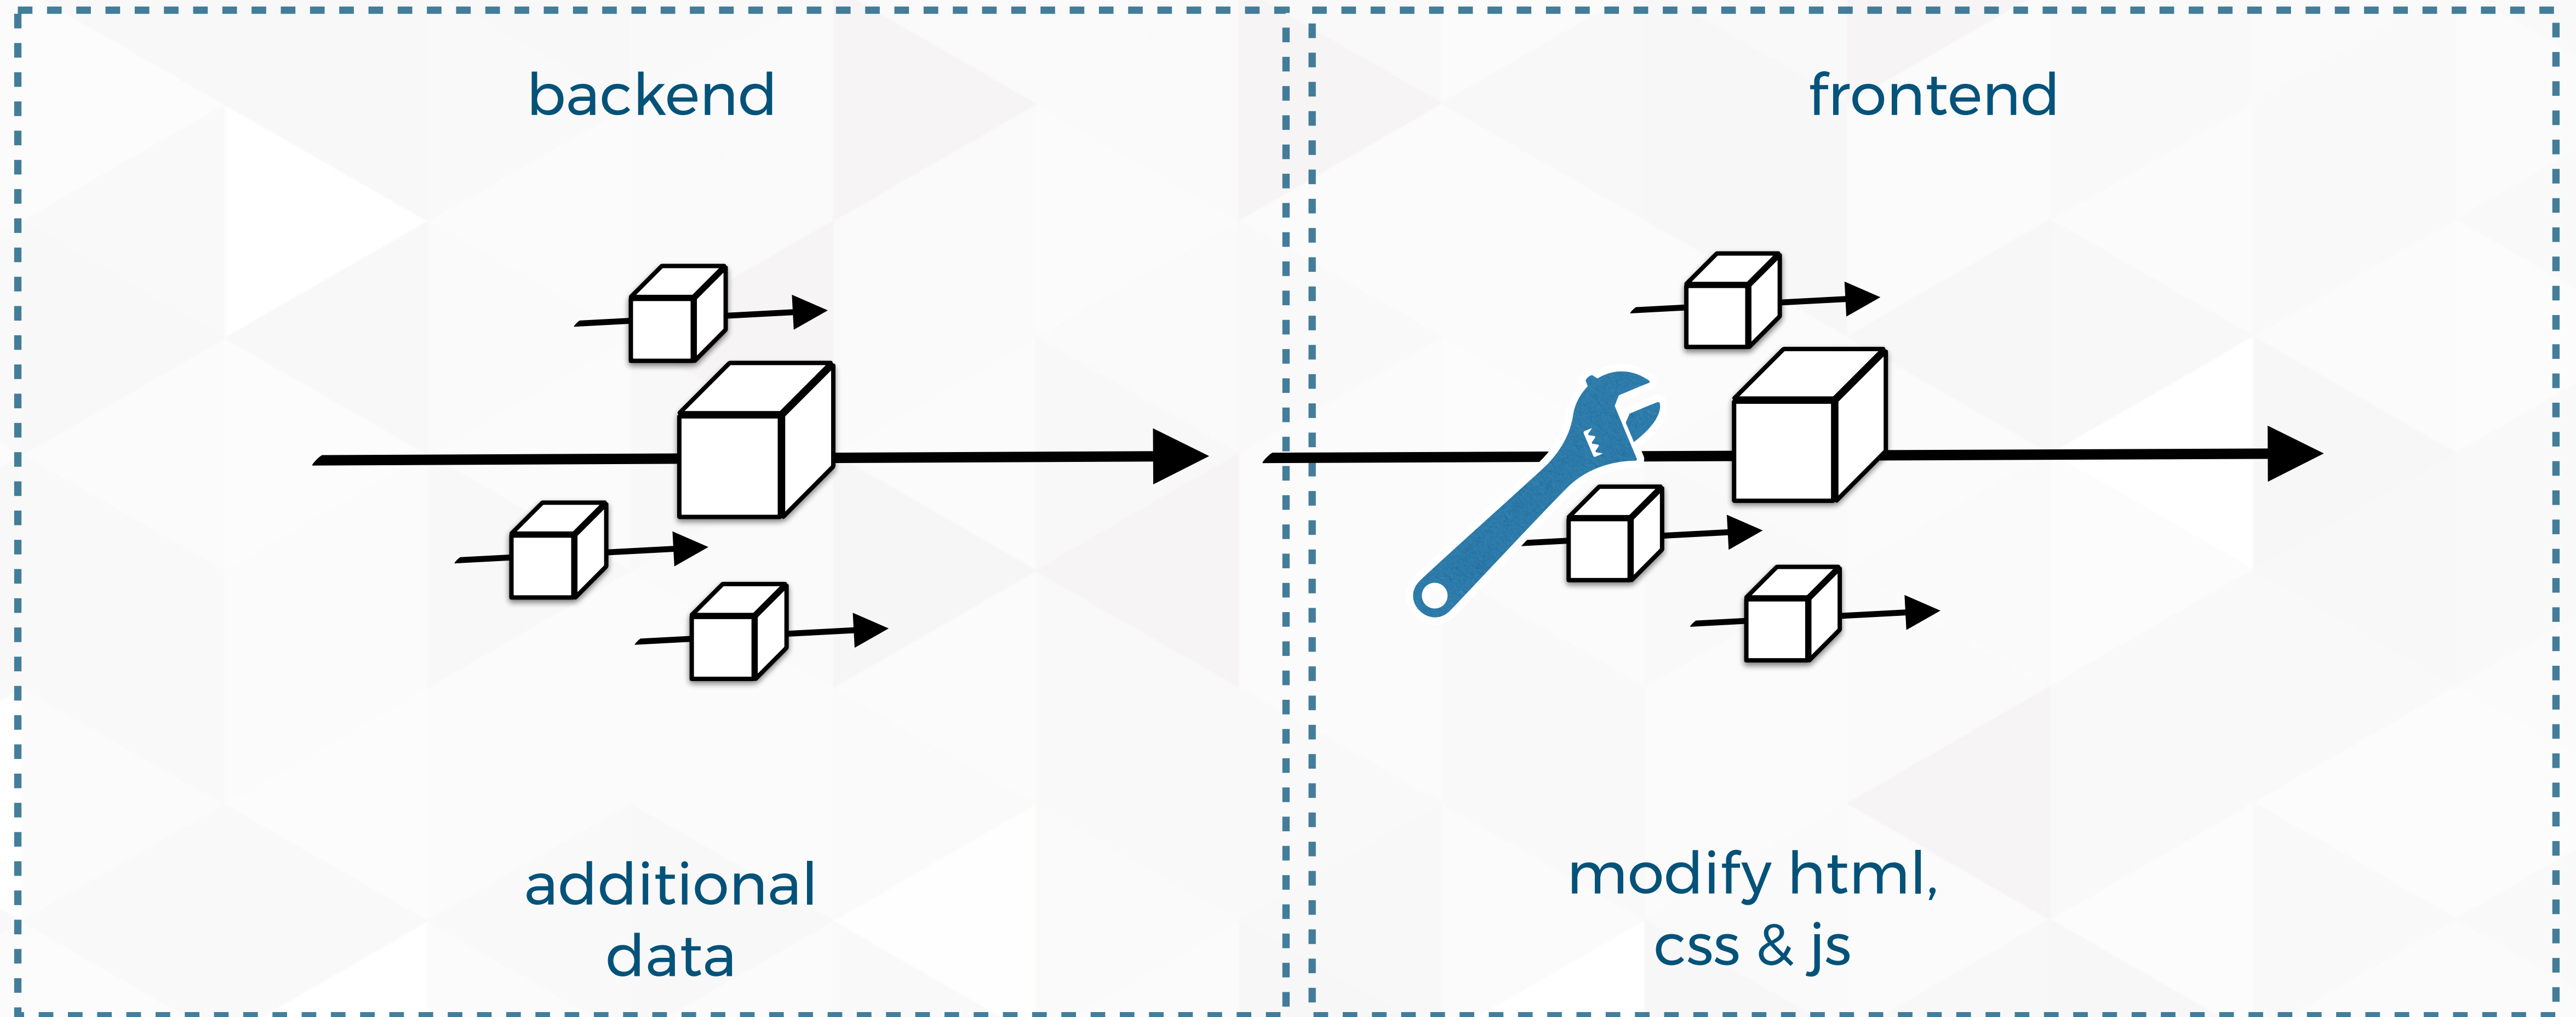 backend
additional
data
frontend
modify html,
css & js